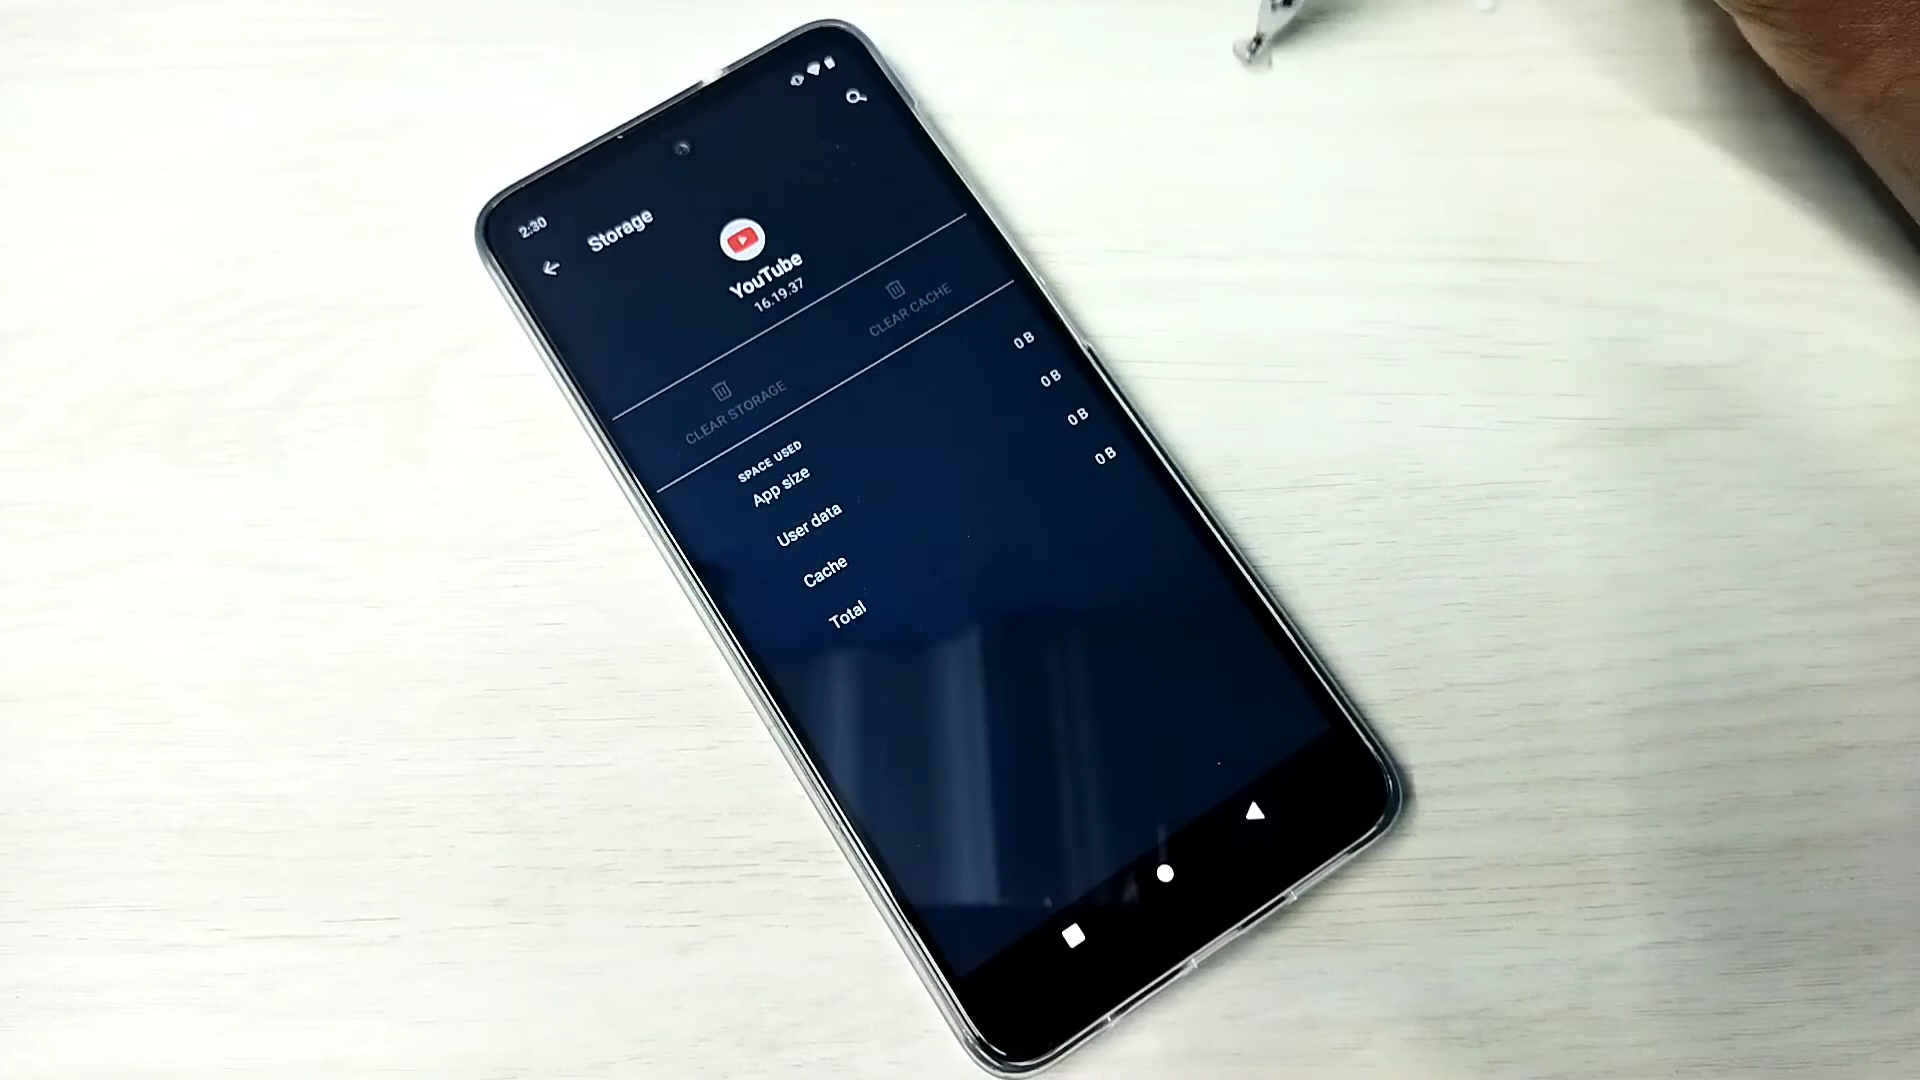 2:30
Storage
YouTube
16.19.37
CLEAR STORAGE
CLEAR CACHE
SPACE USED
App size 0 B
User data 0 B
Cache 0 B
Total 0 B